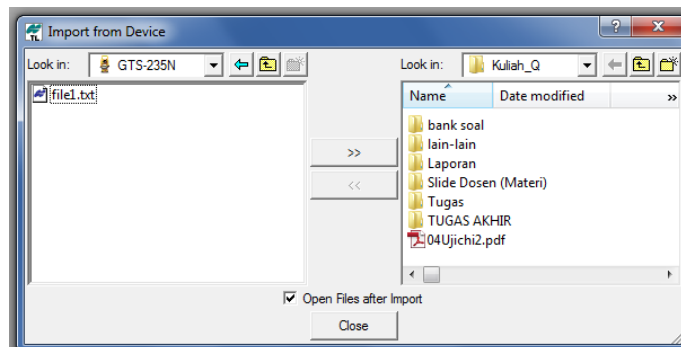 TL
Import from Device
Look in: GTS-235N
file1.txt
>>
<<
Look in: Kuliah_Q
Name Date modified »
bank soal
lain-lain
Laporan
Slide Dosen (Materi)
Tugas
TUGAS AKHIR
04Ujichi2.pdf
Open Files after Import
Close